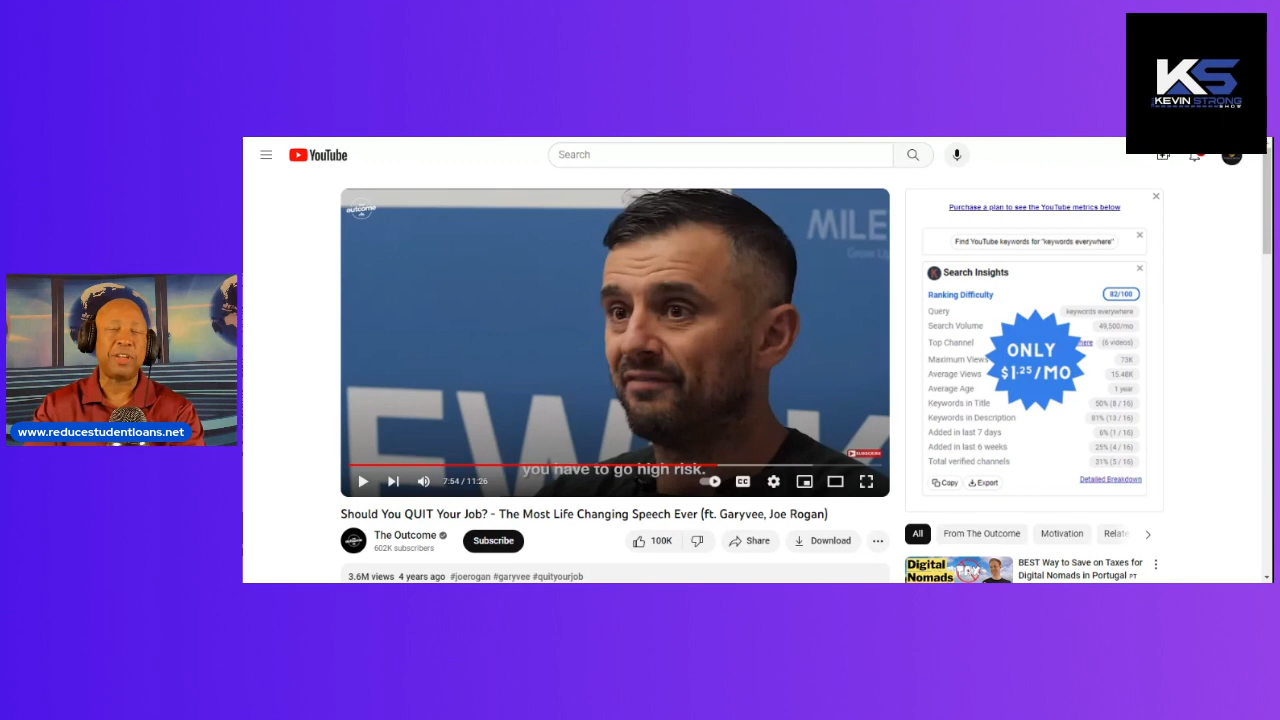 KS
KEVIN STRONG
SHOW
YouTube
Search
outcome
MILE
Grow U
EWO
SUBSCRIBE
you have to go high risk.
7:54 / 11:26
CC
Should You QUIT Your Job? - The Most Life Changing Speech Ever (ft. Garyvee, Joe Rogan)
The Outcome
602K subscribers
Subscribe
100K
Share
Download
3.6M views 4 years ago #joerogan #garyvee #quityourjob
Purchase a plan to see the YouTube metrics below
Find YouTube keywords for "keywords everywhere"
K Search Insights
Ranking Difficulty 82/100
Query keywords everywhere
Search Volume 49,500/mo
Top Channel here (6 videos)
Maximum Views 73K
Average Views 15.48K
Average Age 1 year
Keywords in Title 50% (8 / 16)
Keywords in Description 81% (13 / 16)
Added in last 7 days 6% (1 / 16)
Added in last 6 weeks 25% (4 / 16)
Total verified channels 31% (5 / 16)
ONLY
$1.25/MO
Copy Export
Detailed Breakdown
All From The Outcome Motivation Relate
Digital
Nomads
BEST Way to Save on Taxes for
Digital Nomads in Portugal PT
www.reducestudentloans.net